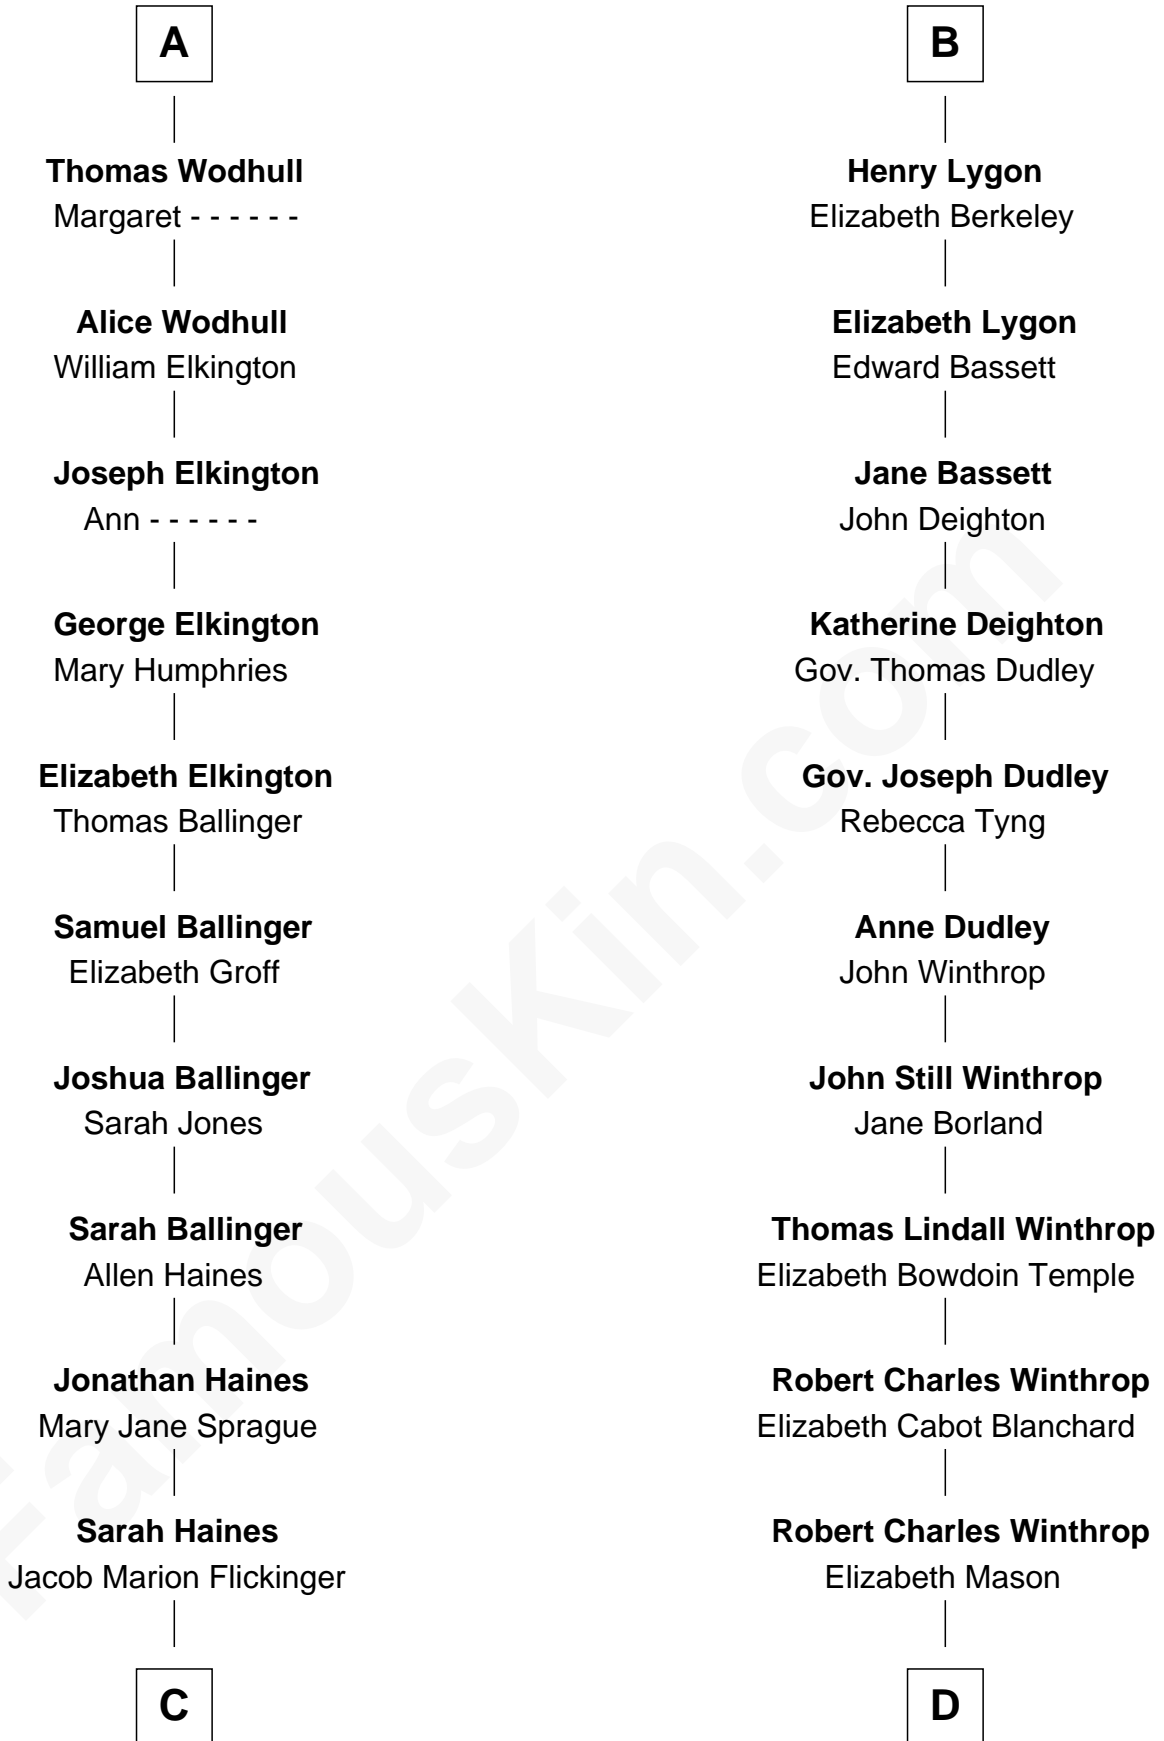 A
Thomas Wodhull
Margaret - - - - - -
Alice Wodhull
William Elkington
Joseph Elkington
Ann - - - - - -
George Elkington
Mary Humphries
Elizabeth Elkington
Thomas Ballinger
Samuel Ballinger
Elizabeth Groff
Joshua Ballinger
Sarah Jones
Sarah Ballinger
Allen Haines
Jonathan Haines
Mary Jane Sprague
Sarah Haines
Jacob Marion Flickinger
C
B
Henry Lygon
Elizabeth Berkeley
Elizabeth Lygon
Edward Bassett
Jane Bassett
John Deighton
Katherine Deighton
Gov. Thomas Dudley
Gov. Joseph Dudley
Rebecca Tyng
Anne Dudley
John Winthrop
John Still Winthrop
Jane Borland
Thomas Lindall Winthrop
Elizabeth Bowdoin Temple
Robert Charles Winthrop
Elizabeth Cabot Blanchard
Robert Charles Winthrop
Elizabeth Mason
D
FamousKin.com